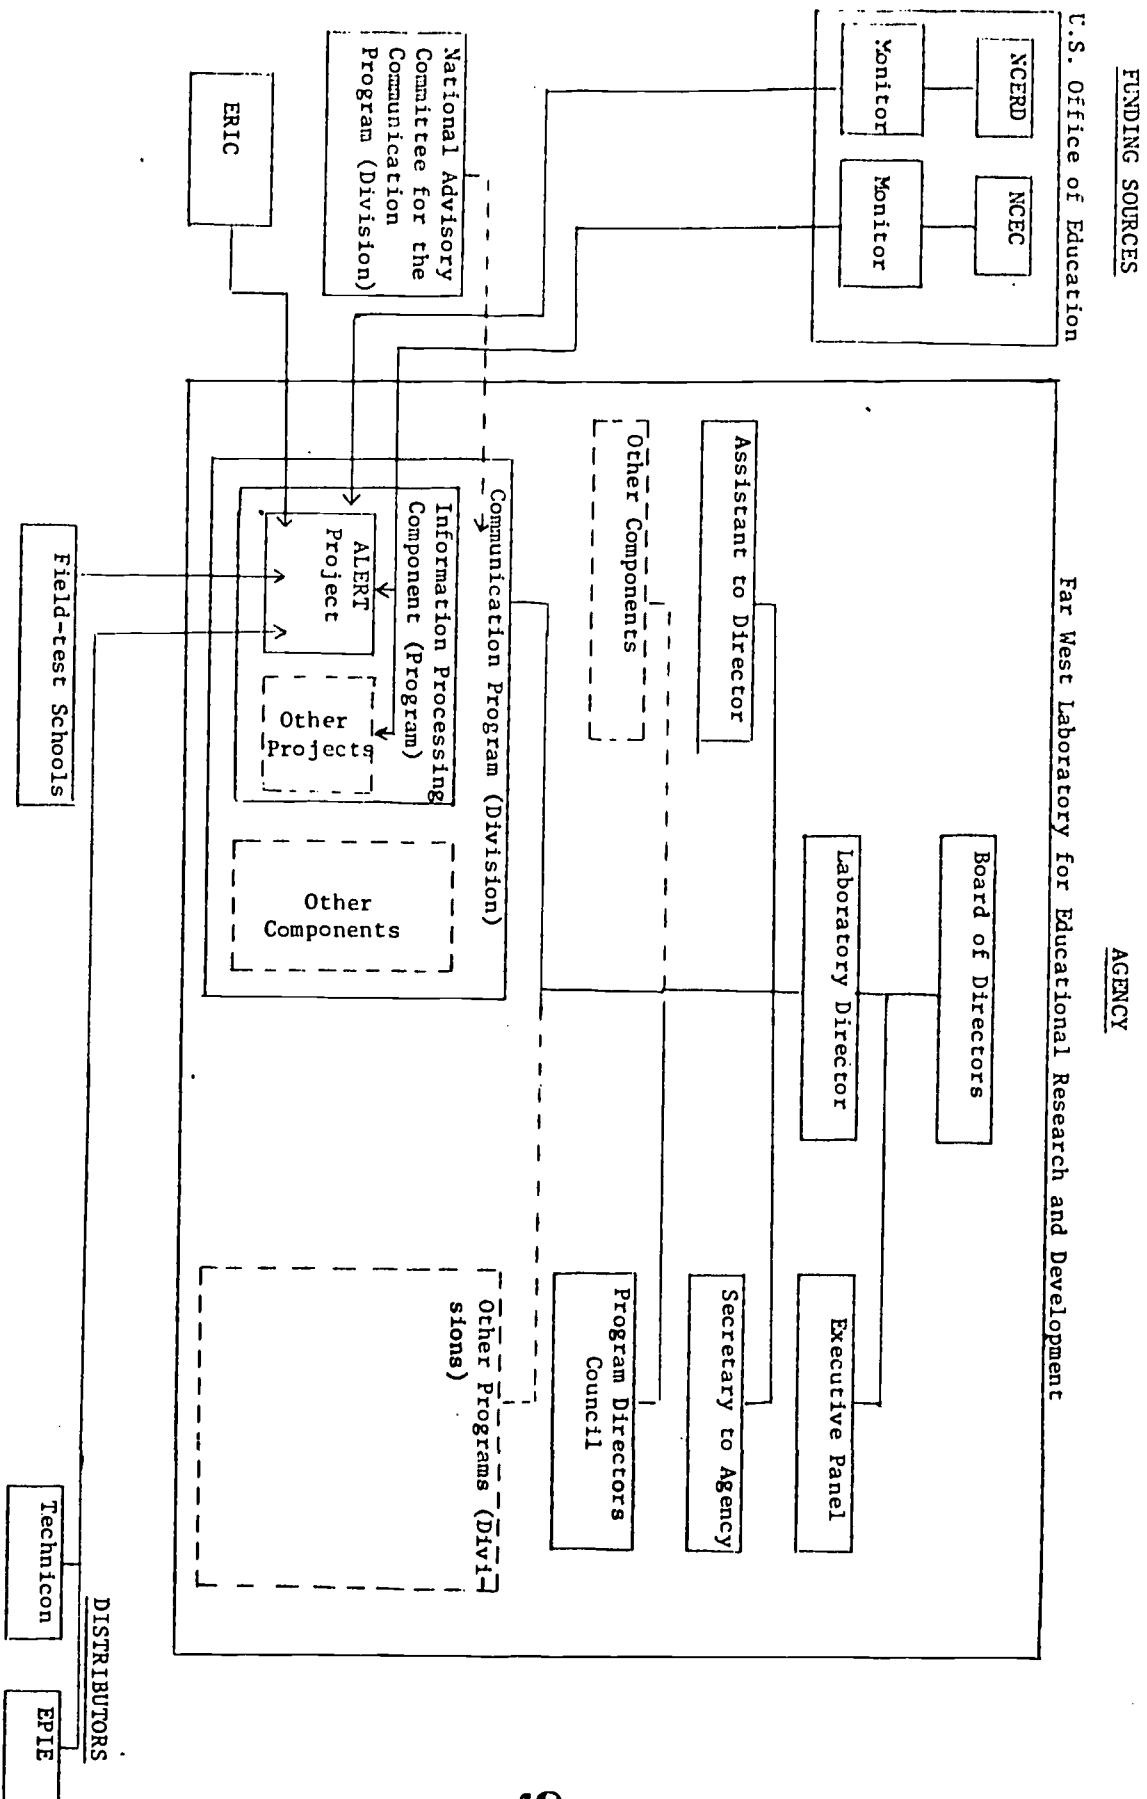 FUNDING SOURCES
AGENCY
U.S. Office of Education
NCERD
NCEC
Monitor
Monitor
Far West Laboratory for Educational Research and Development
Board of Directors
Laboratory Director
Executive Panel
Assistant to Director
Secretary to Agency
Other Components
Program Directors
Council
National Advisory
Committee for the
Communication
Program (Division)
ERIC
Communication Program (Division)
Information Processing
Component (Program)
ALERT
Project
Other
Projects
Other
Components
Other Programs (Divi-
sions)
Field-test Schools
DISTRIBUTORS
Technicon
EPIE